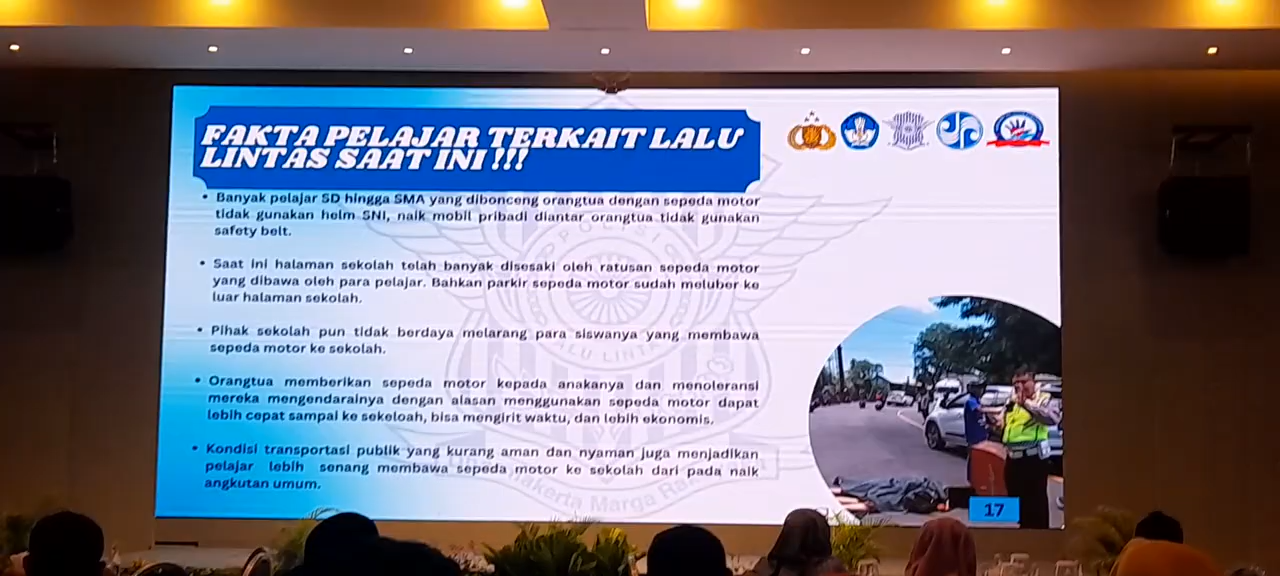 FAKTA PELAJAR TERKAIT LALU
LINTAS SAAT INI !!!
• Banyak pelajar SD hingga SMA yang dibonceng orangtua dengan sepeda motor
tidak gunakan helm SNI, naik mobil pribadi diantar orangtua tidak gunakan
safety belt.
• Saat ini halaman sekolah telah banyak disesaki oleh ratusan sepeda motor
yang dibawa oleh para pelajar. Bahkan parkir sepeda motor sudah meluber ke
luar halaman sekolah.
• Pihak sekolah pun tidak berdaya melarang para siswanya yang membawa
sepeda motor ke sekolah.
• Orangtua memberikan sepeda motor kepada anakanya dan menoleransi
mereka mengendarainya dengan alasan menggunakan sepeda motor dapat
lebih cepat sampai ke sekeloah, bisa mengirit waktu, dan lebih ekonomis.
• Kondisi transportasi publik yang kurang aman dan nyaman juga menjadikan
pelajar lebih senang membawa sepeda motor ke sekolah dari pada naik
angkutan umum.
POLISI
LALU LINTAS
Marga
17